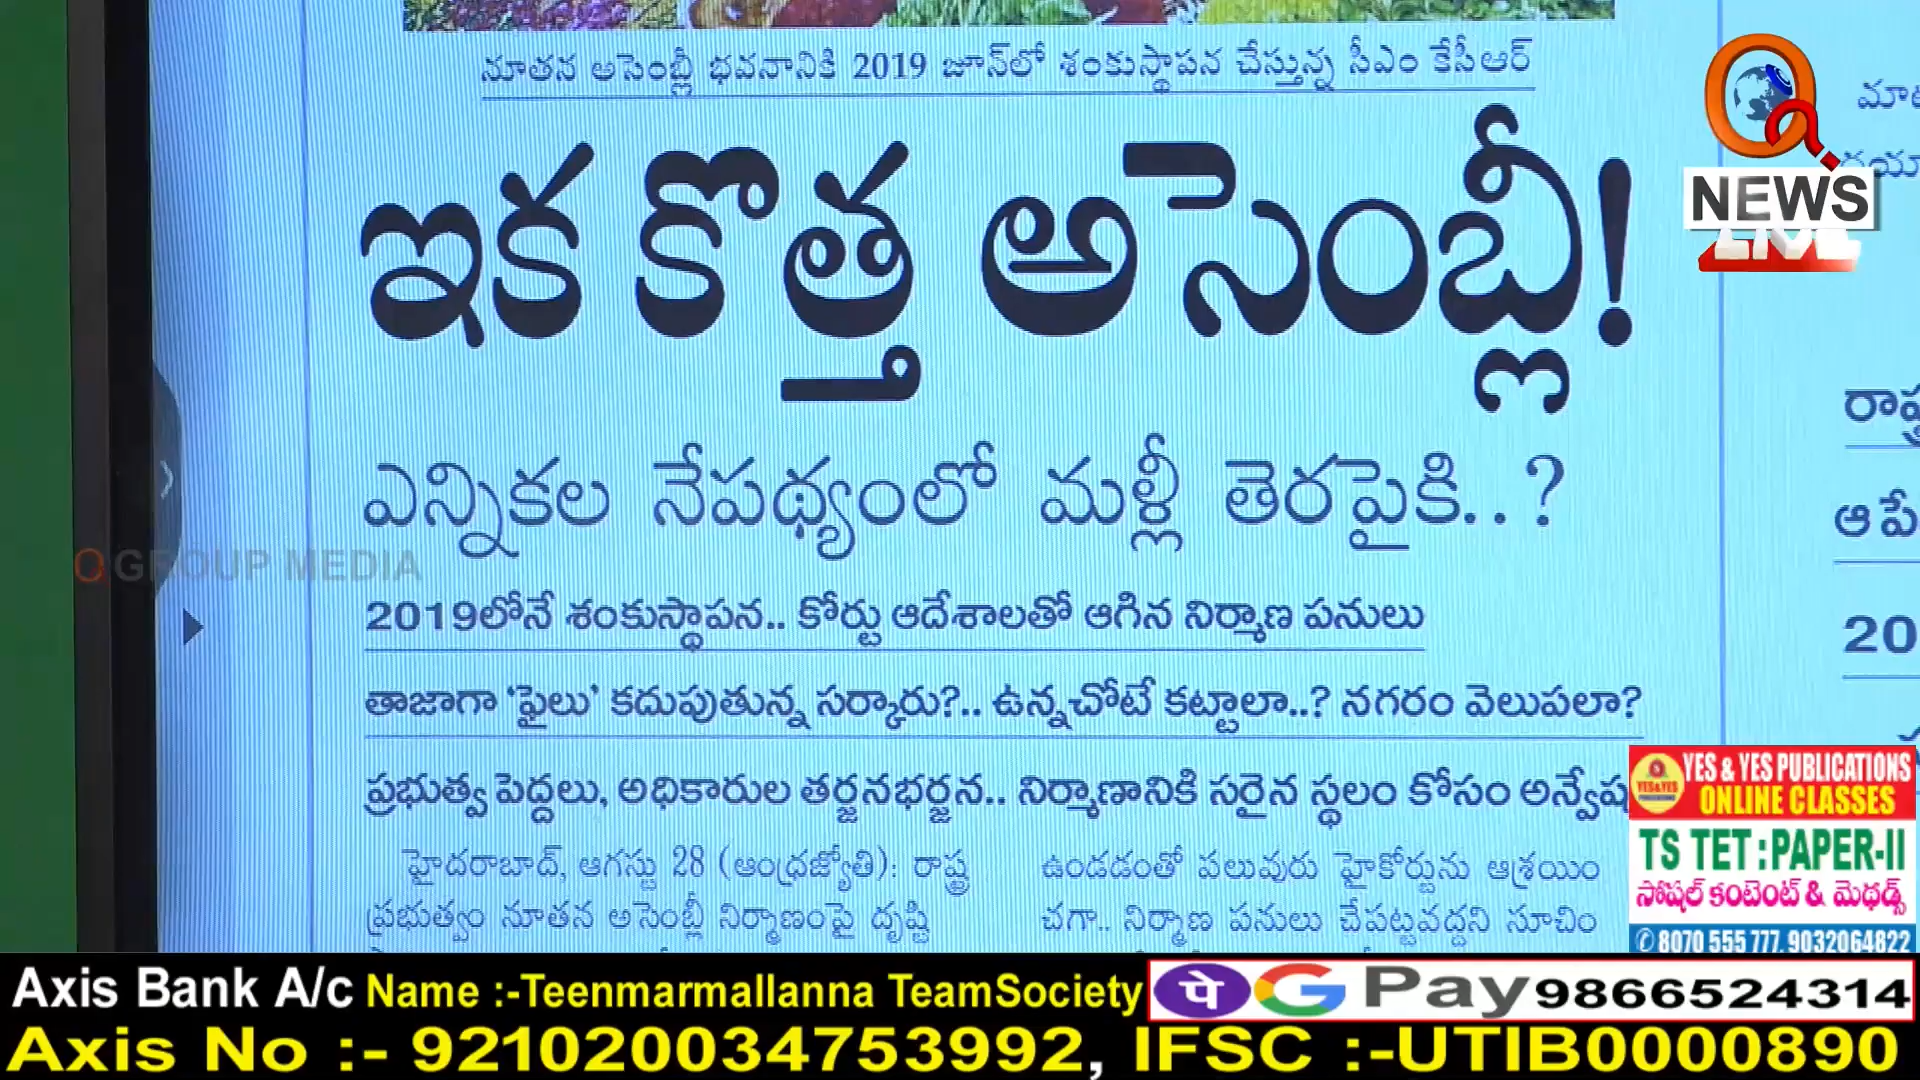 నూతన అసెంబ్లీ భవనానికి 2019 జూన్‌లో శంకుస్థాపన చేస్తున్న సీఎం కేసీఆర్
ఇక కొత్త అసెంబ్లీ!
ఎన్నికల నేపథ్యంలో మళ్లీ తెరపైకి..?
2019లోనే శంకుస్థాపన.. కోర్టు ఆదేశాలతో ఆగిన నిర్మాణ పనులు
తాజాగా ‘ఫైలు’ కదుపుతున్న సర్కారు?.. ఉన్నచోటే కట్టాలా..? నగరం వెలుపలా?
ప్రభుత్వ పెద్దలు, అధికారుల తర్జనభర్జన.. నిర్మాణానికి సరైన స్థలం కోసం
హైదరాబాద్, ఆగస్టు 28 (ఆంధ్రజ్యోతి): రాష్ట్ర
ప్రభుత్వం నూతన అసెంబ్లీ నిర్మాణంపై దృష్టి
ఉండడంతో పలువురు హైకోర్టును ఆశ్రయిం
చగా.. నిర్మాణ పనులు చేపట్టవద్దని సూచిం
ఆపే
20
Q GROUP MEDIA
Q
NEWS
LIVE
YES & YES PUBLICATIONS
ONLINE CLASSES
TS TET : PAPER-II
సోషల్ కంటెంట్ & మెథడ్స్
8070 555 777, 9032064822
Axis Bank A/c Name :-Teenmarmallanna TeamSociety
पे G Pay 9866524314
Axis No :- 921020034753992, IFSC :-UTIB0000890